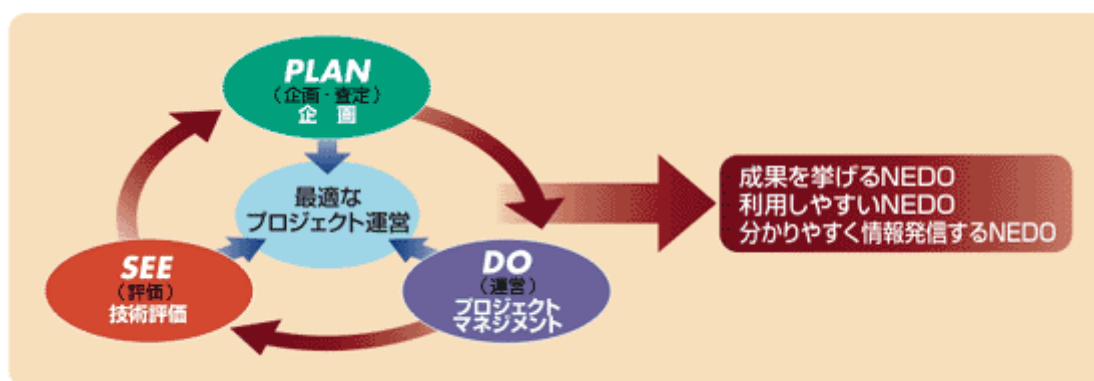 PLAN
（企画・査定）
企　画
最適な
プロジェクト運営
SEE
（評価）
技術評価
DO
（運営）
プロジェクト
マネジメント
成果を挙げるNEDO
利用しやすいNEDO
分かりやすく情報発信するNEDO